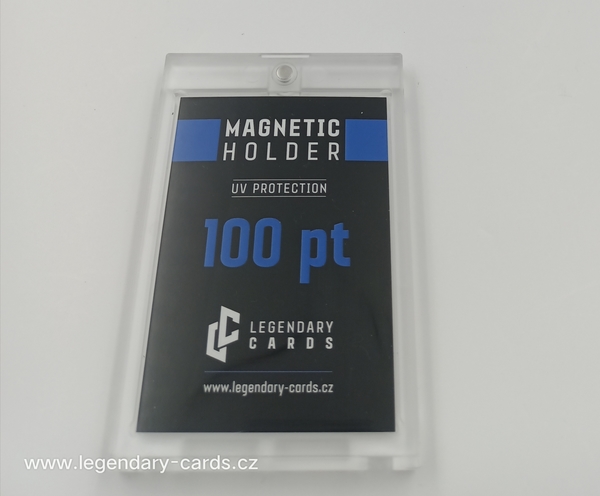 MAGNETIC
HOLDER
UV PROTECTION
100 pt
LEGENDARY
CARDS
www.legendary-cards.cz
www.legendary-cards.cz